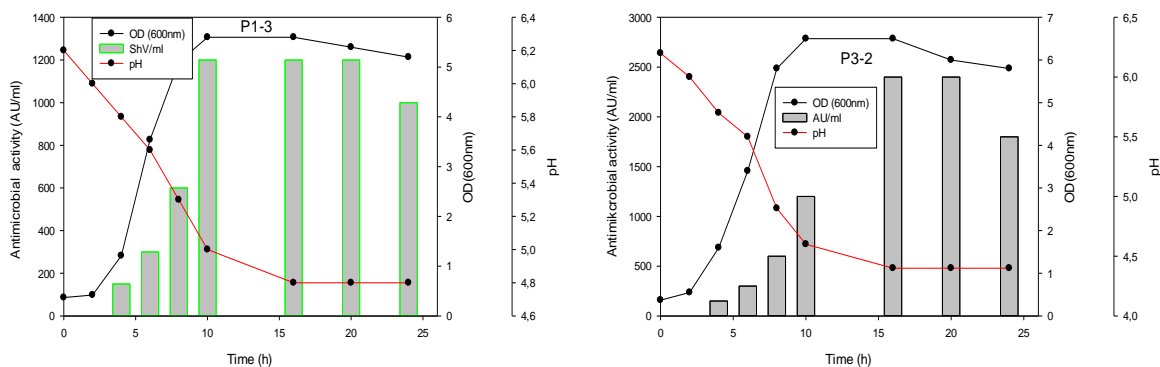 P1-3
OD (600nm)
ShV/ml
pH
Antimicrobial activity (AU/ml)
1400
1200
1000
800
600
400
200
0
0 5 10 15 20 25
Time (h)
6
5
4
3
2
1
0
OD (600nm)
6,4
6,2
6,0
5,8
5,6
5,4
5,2
5,0
4,8
4,6
pH
P3-2
OD (600nm)
AU/ml
pH
Antimikcrobial activity (AU/ml)
3000
2500
2000
1500
1000
500
0
0 5 10 15 20 25
Time (h)
7
6
5
4
3
2
1
0
OD (600nm)
6,5
6,0
5,5
5,0
4,5
4,0
pH